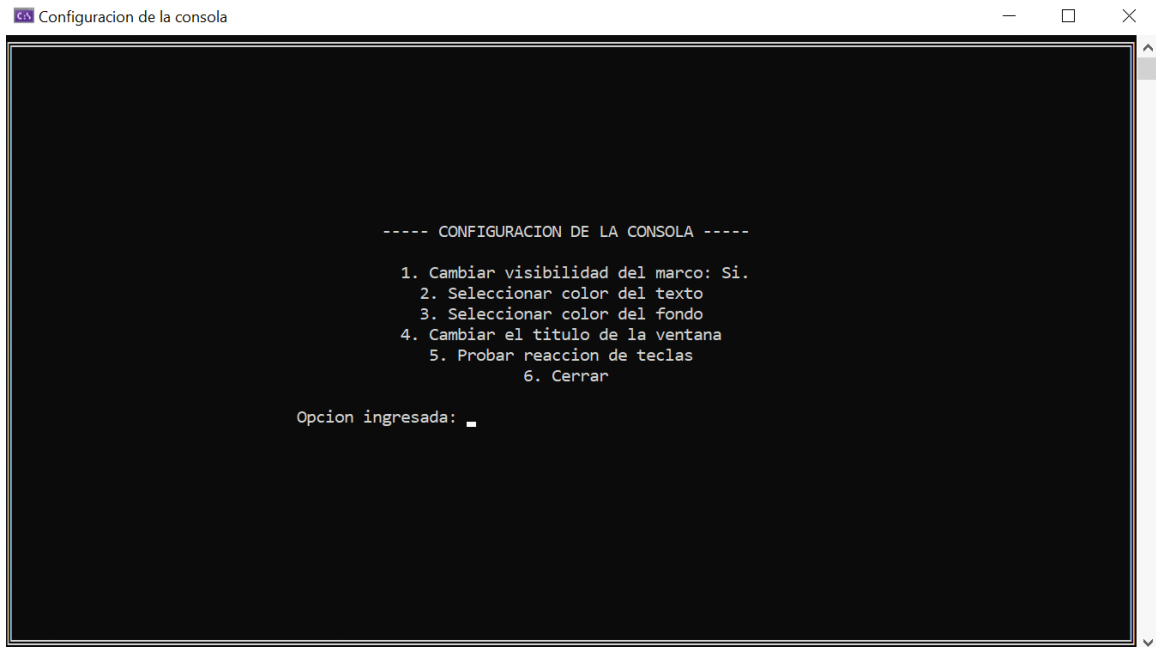 Configuracion de la consola
----- CONFIGURACION DE LA CONSOLA -----
1. Cambiar visibilidad del marco: Si.
2. Seleccionar color del texto
3. Seleccionar color del fondo
4. Cambiar el titulo de la ventana
5. Probar reaccion de teclas
6. Cerrar
Opcion ingresada: